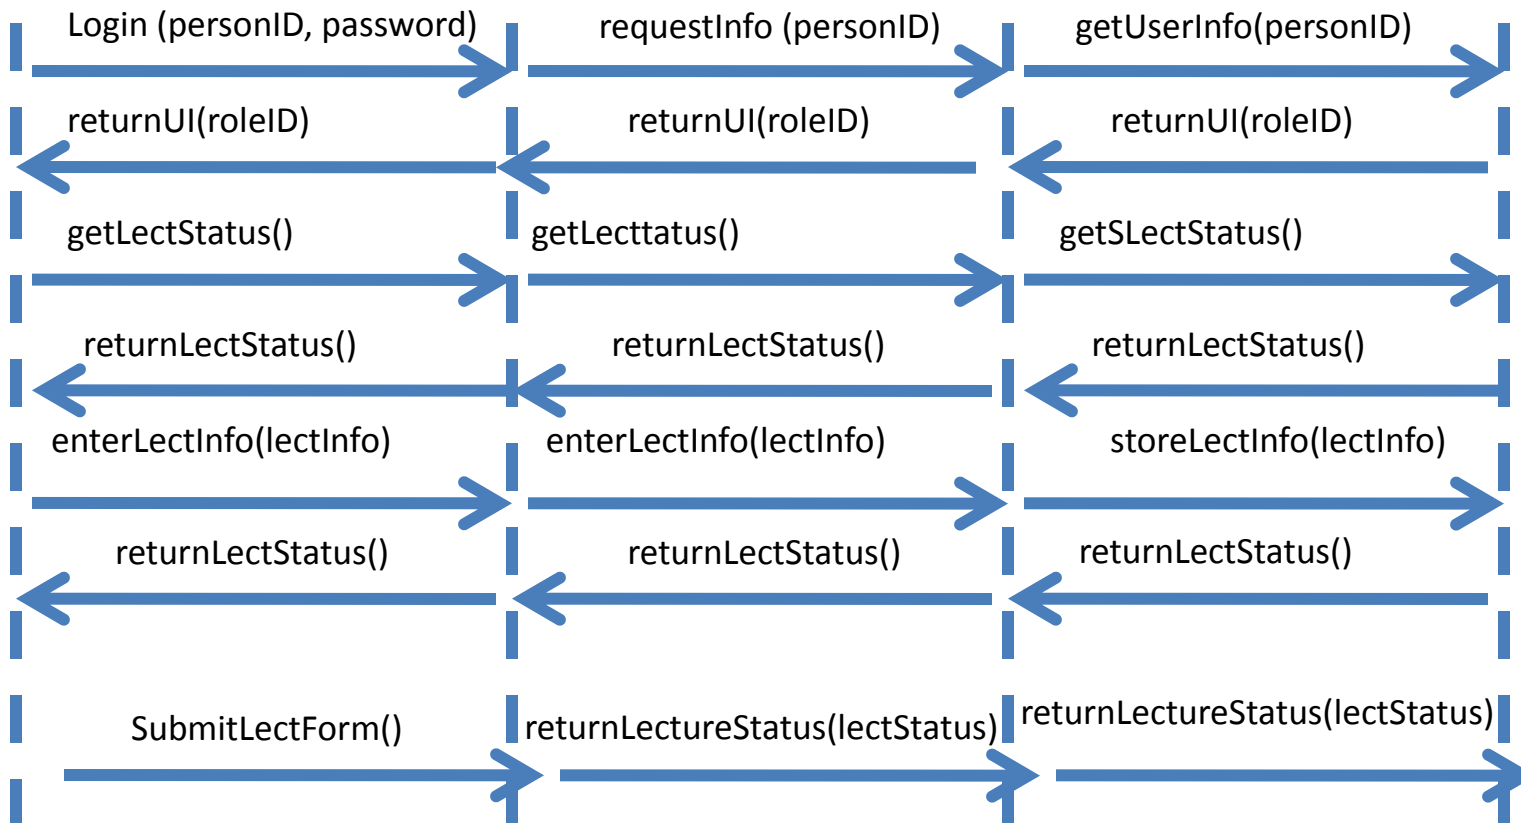 Login (personID, password)
requestInfo (personID)
getUserInfo(personID)
returnUI(roleID)
returnUI(roleID)
returnUI(roleID)
getLectStatus()
getLecttatus()
getSLectStatus()
returnLectStatus()
returnLectStatus()
returnLectStatus()
enterLectInfo(lectInfo)
enterLectInfo(lectInfo)
storeLectInfo(lectInfo)
returnLectStatus()
returnLectStatus()
returnLectStatus()
SubmitLectForm()
returnLectureStatus(lectStatus)
returnLectureStatus(lectStatus)